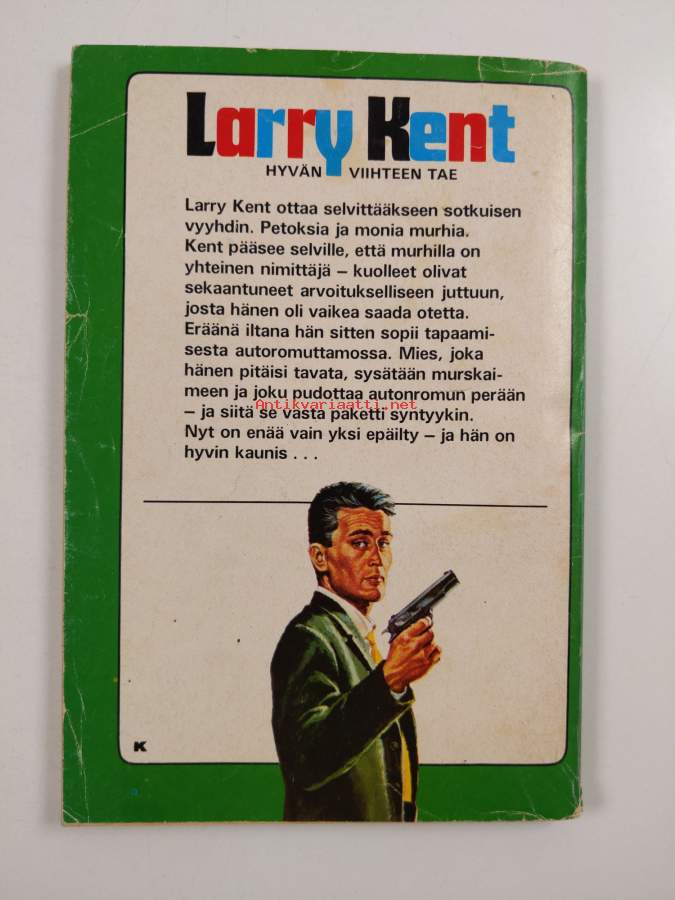 Larry Kent
HYVÄN VIIHTEEN TAE
Larry Kent ottaa selvittääkseen sotkuisen
vyyhdin. Petoksia ja monia murhia.
Kent pääsee selville, että murhilla on
yhteinen nimittäjä – kuolleet olivat
sekaantuneet arvoitukselliseen juttuun,
josta hänen oli vaikea saada otetta.
Eräänä iltana hän sitten sopii tapaami-
sesta autoromuttamossa. Mies, joka
hänen pitäisi tavata, sysätään murskai-
meen ja joku pudottaa autonromun perään
Antikvariaatti.net
– ja siitä se vasta paketti syntyykin.
Nyt on enää vain yksi epäilty – ja hän on
hyvin kaunis . . .
K